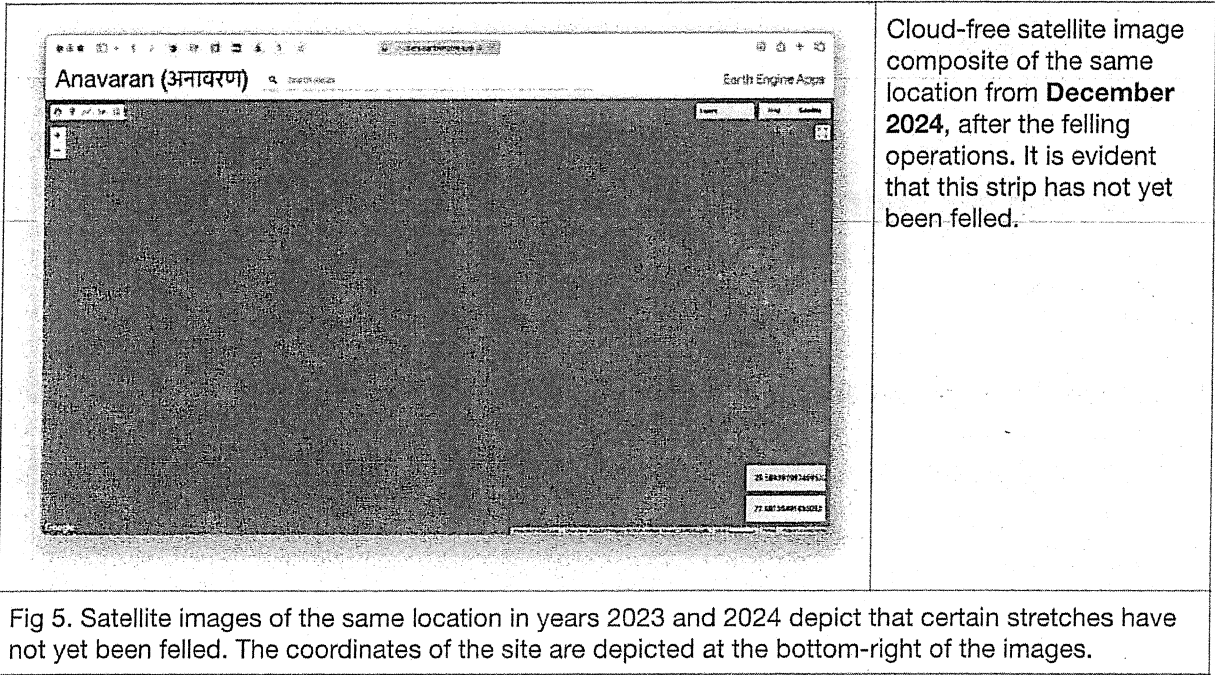 Anavaran (अनावरण)
Earth Engine Apps
Google
Cloud-free satellite image
composite of the same
location from December
2024, after the felling
operations. It is evident
that this strip has not yet
been felled.
Fig 5. Satellite images of the same location in years 2023 and 2024 depict that certain stretches have
not yet been felled. The coordinates of the site are depicted at the bottom-right of the images.